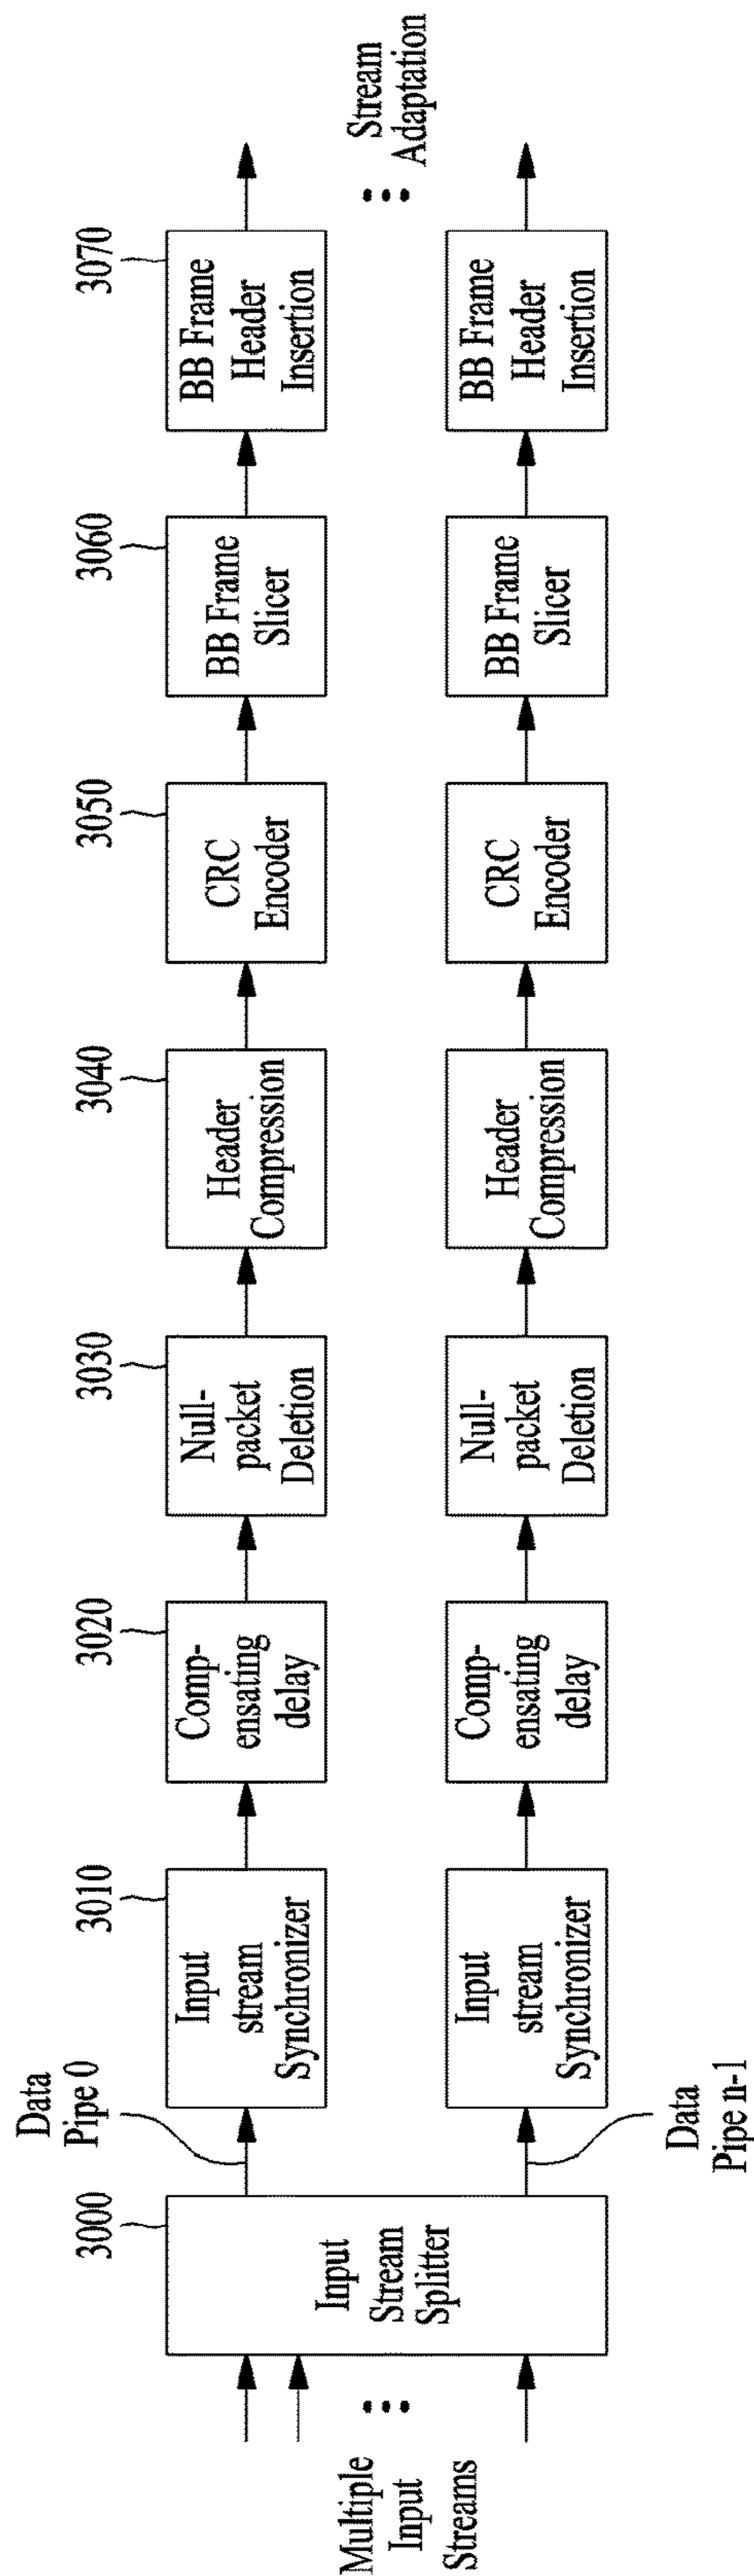 Multiple
Input
Streams
3000
Input
Stream
Splitter
Data
Pipe 0
3010
Input
stream
Synchronizer
3020
Comp-
ensating
delay
3030
Null-
packet
Deletion
3040
Header
Compression
3050
CRC
Encoder
3060
BB Frame
Slicer
3070
BB Frame
Header
Insertion
Stream
Adaptation
Data
Pipe n-1
Input
stream
Synchronizer
Comp-
ensating
delay
Null-
packet
Deletion
Header
Compression
CRC
Encoder
BB Frame
Slicer
BB Frame
Header
Insertion